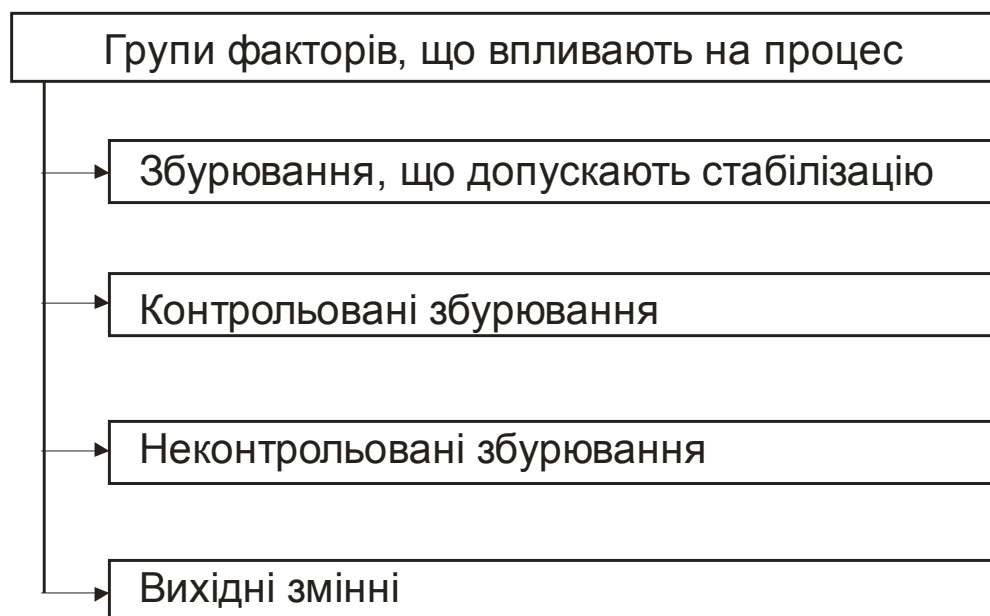 Групи факторів, що впливають на процес
Збурювання, що допускають стабілізацію
Контрольовані збурювання
Неконтрольовані збурювання
Вихідні змінні